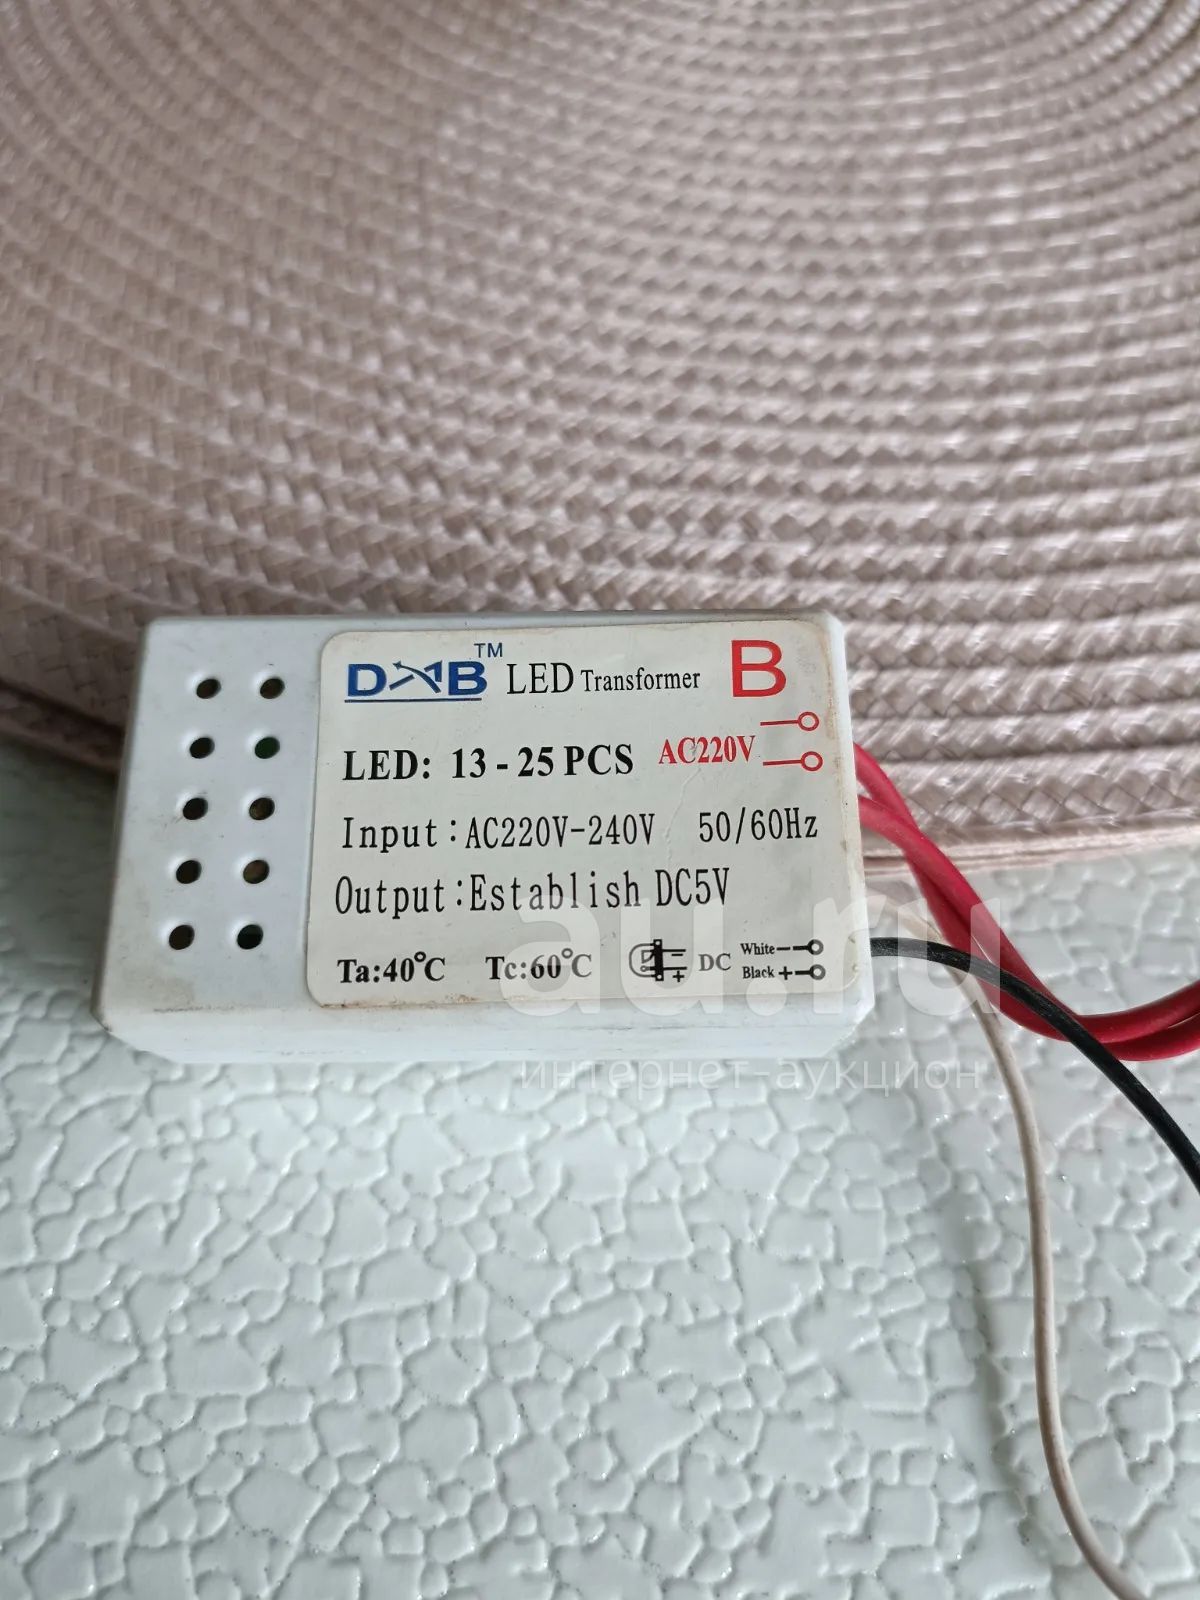 DXB™ LED Transformer B
LED: 13 - 25 PCS AC220V
Input:AC220V-240V 50/60Hz
Output:Establish DC5V
Ta:40°C Tc:60°C DC White -
Black +
au.ru
интернет-аукцион